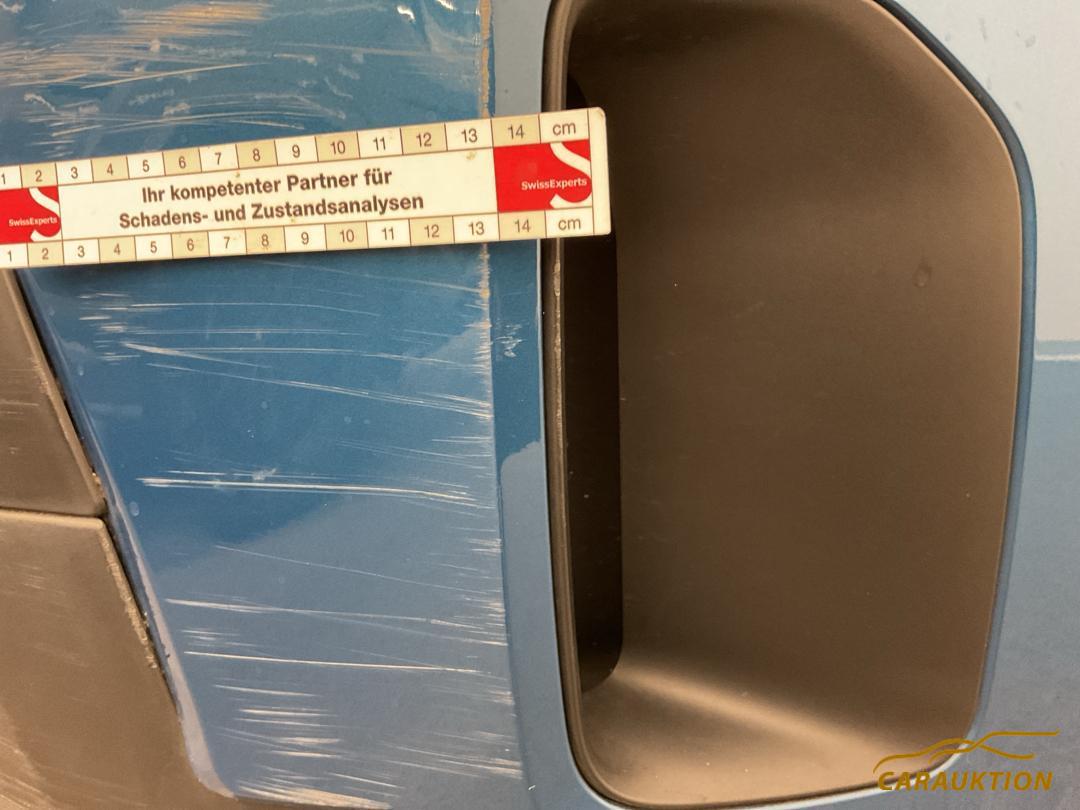 1 2 3 4 5 6 7 8 9 10 11 12 13 14 cm
Ihr kompetenter Partner für
Schadens- und Zustandsanalysen
SwissExperts
SwissExperts
1 2 3 4 5 6 7 8 9 10 11 12 13 14 cm
CARAUKTION